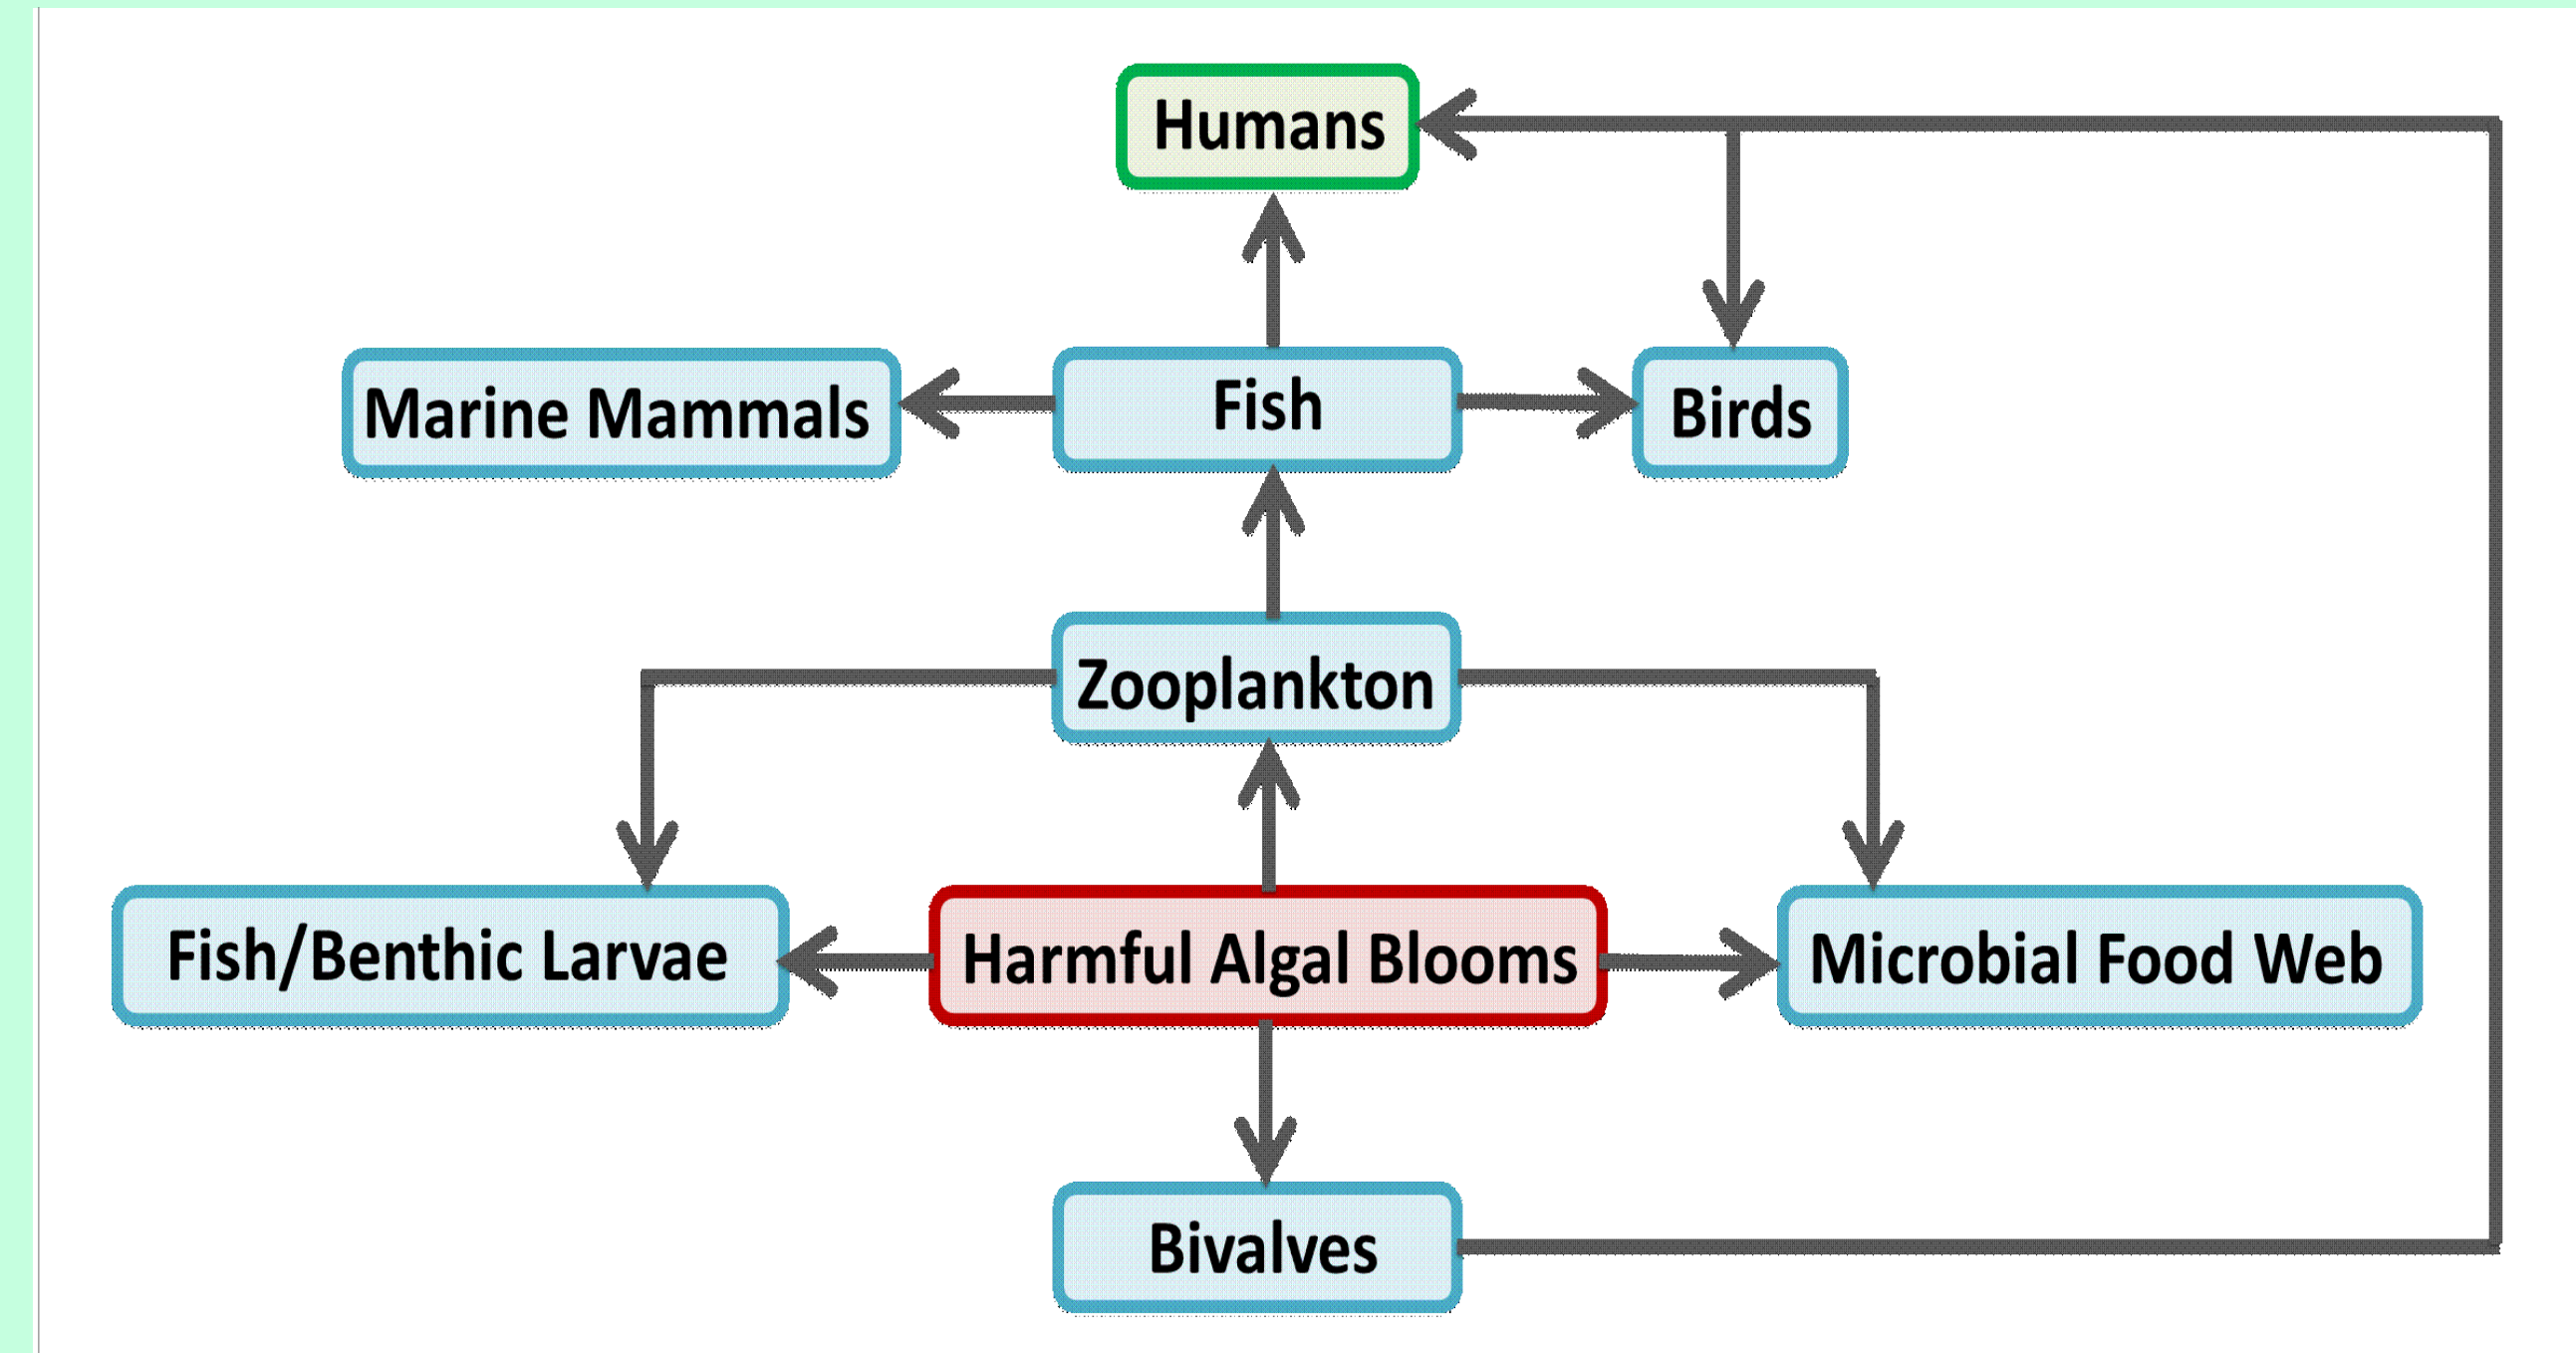 Humans
Marine Mammals
Fish
Birds
Zooplankton
Fish/Benthic Larvae
Harmful Algal Blooms
Microbial Food Web
Bivalves